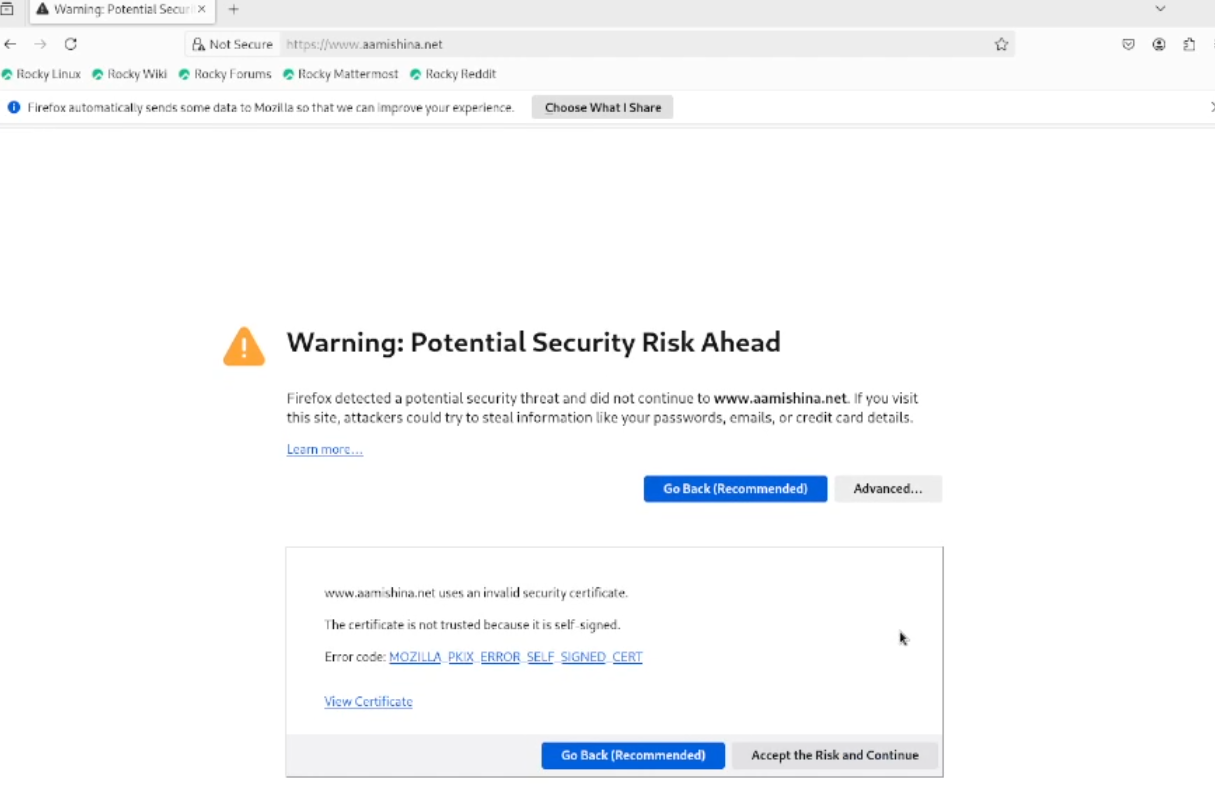 Warning: Potential Securi
Not Secure https://www.aamishina.net
Rocky Linux Rocky Wiki Rocky Forums Rocky Mattermost Rocky Reddit
Firefox automatically sends some data to Mozilla so that we can improve your experience. Choose What I Share
Warning: Potential Security Risk Ahead
Firefox detected a potential security threat and did not continue to www.aamishina.net. If you visit
this site, attackers could try to steal information like your passwords, emails, or credit card details.
Learn more...
Go Back (Recommended) Advanced...
www.aamishina.net uses an invalid security certificate.
The certificate is not trusted because it is self-signed.
Error code: MOZILLA_PKIX_ERROR_SELF_SIGNED_CERT
View Certificate
Go Back (Recommended) Accept the Risk and Continue